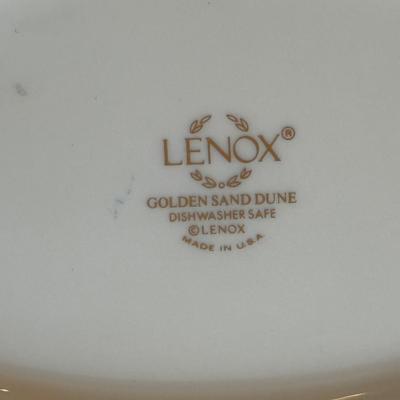 LENOX®
GOLDEN SAND DUNE
DISHWASHER SAFE
©LENOX
MADE IN U.S.A.